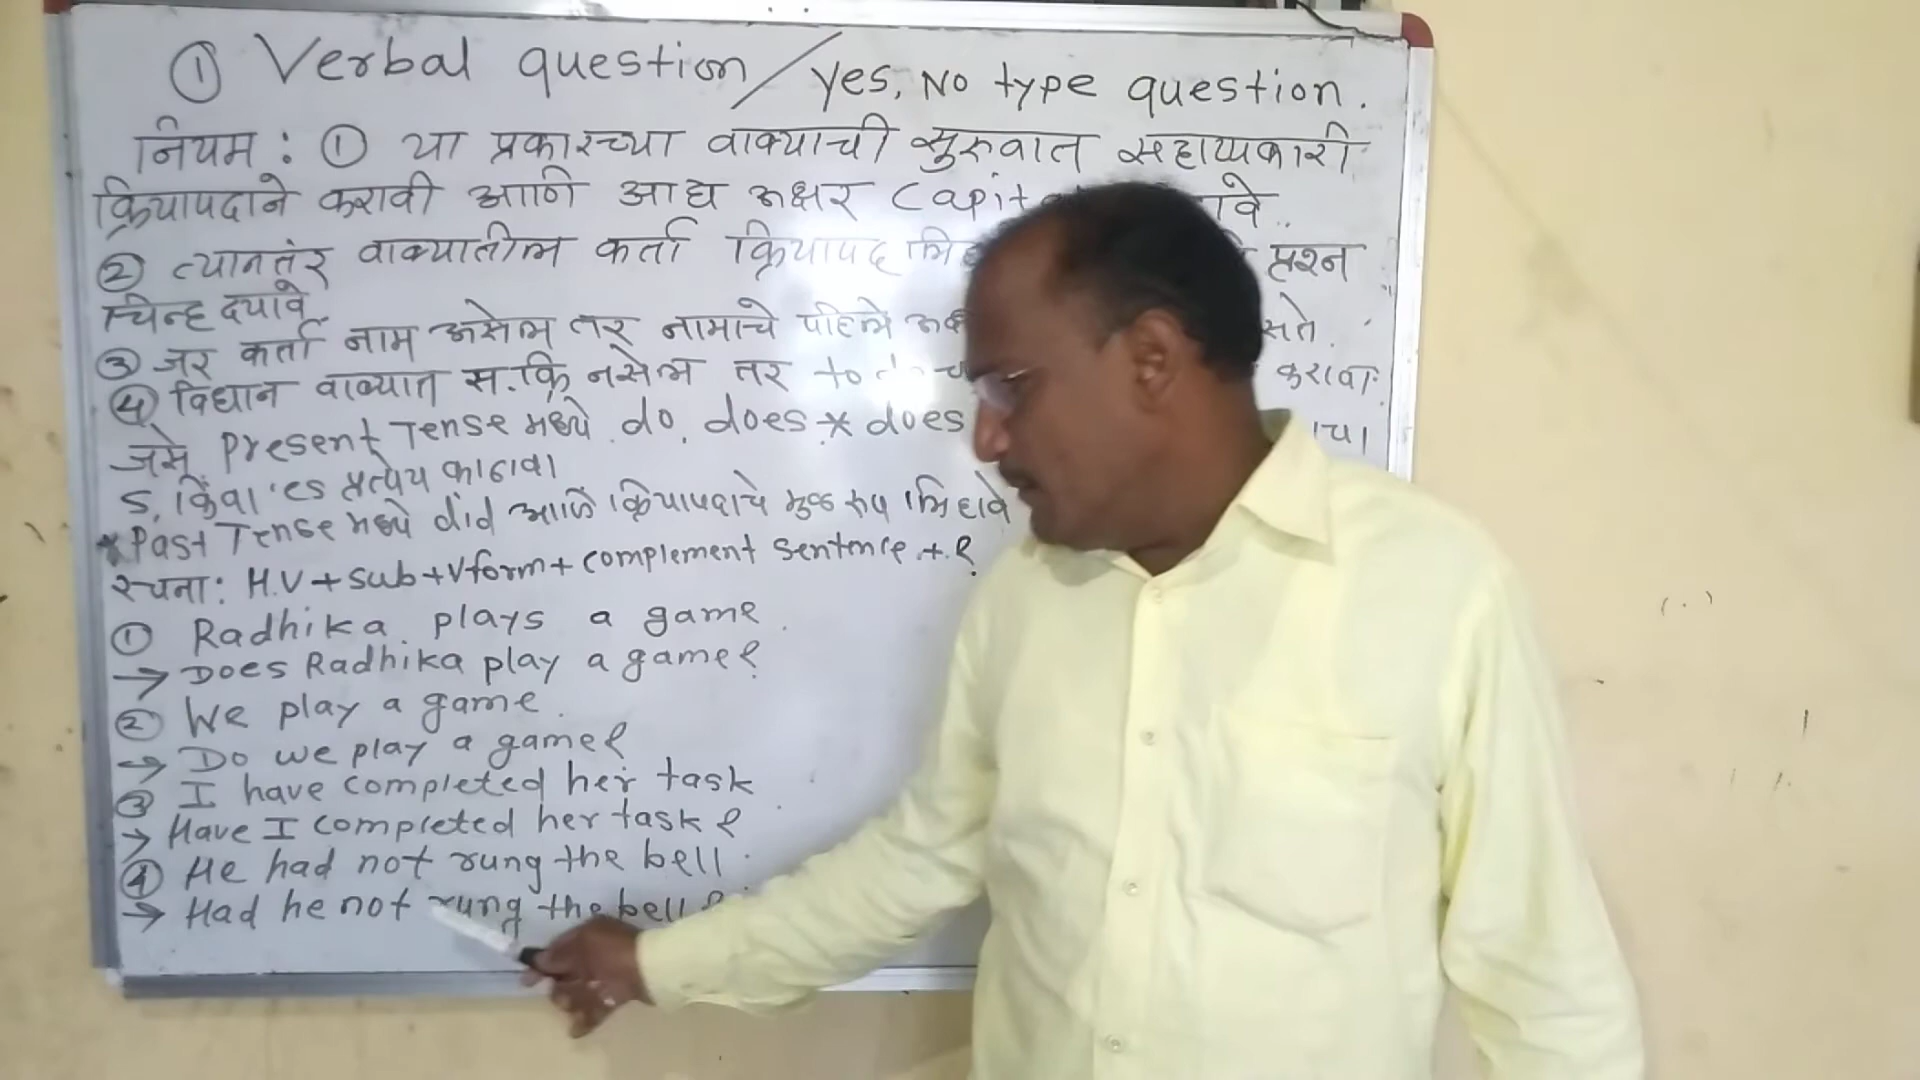 ① Verbal question/yes, No type question.
नियम : ① या प्रकारच्या वाक्याची सुरुवात सहाय्यकारी
क्रियापदाने करावी आणि आद्य अक्षर
② त्यानतंर वाक्यातील कर्ता क्रियापद प्रश्न
चिन्ह दयावे
③ जर कर्ता नाम असेल तर नामाचे पहिले
④ विधान वाक्यात स.क्रि नसेल तर to
जसे Present Tense मध्ये do, does * does
s, किंवा 'es प्रत्येय काढावा
* Past Tense मध्ये did आणि क्रियापदाचे मुळ रुप लिहावे
रचना: H.V + sub + v form + complement sentence + ?
① Radhika plays a game.
→ Does Radhika play a game?
② We play a game.
→ Do we play a game?
③ I have completed her task
→ Have I completed her task?
④ He had not rung the bell.
→ Had he not rung the bell?